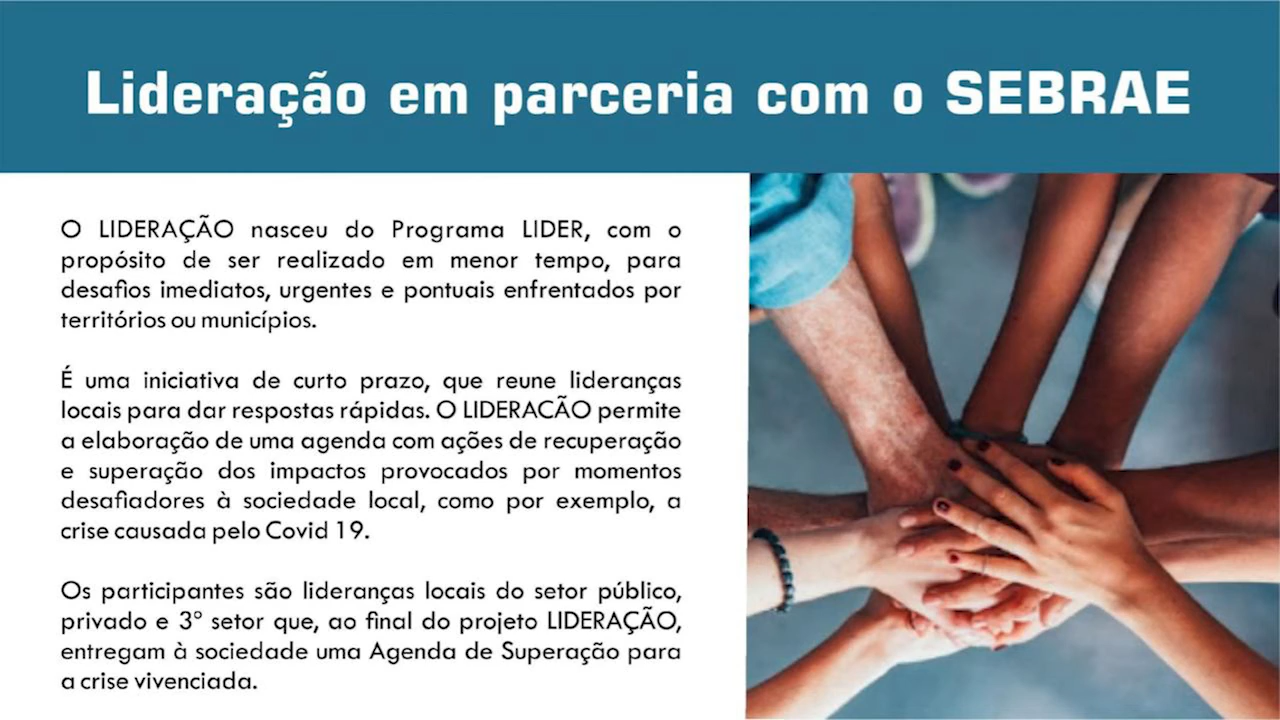 Lideração em parceria com o SEBRAE
O LIDERAÇÃO nasceu do Programa LIDER, com o
propósito de ser realizado em menor tempo, para
desafios imediatos, urgentes e pontuais enfrentados por
territórios ou municípios.
É uma iniciativa de curto prazo, que reune lideranças
locais para dar respostas rápidas. O LIDERACÃO permite
a elaboração de uma agenda com ações de recuperação
e superação dos impactos provocados por momentos
desafiadores à sociedade local, como por exemplo, a
crise causada pelo Covid 19.
Os participantes são lideranças locais do setor público,
privado e 3º setor que, ao final do projeto LIDERAÇÃO,
entregam à sociedade uma Agenda de Superação para
a crise vivenciada.